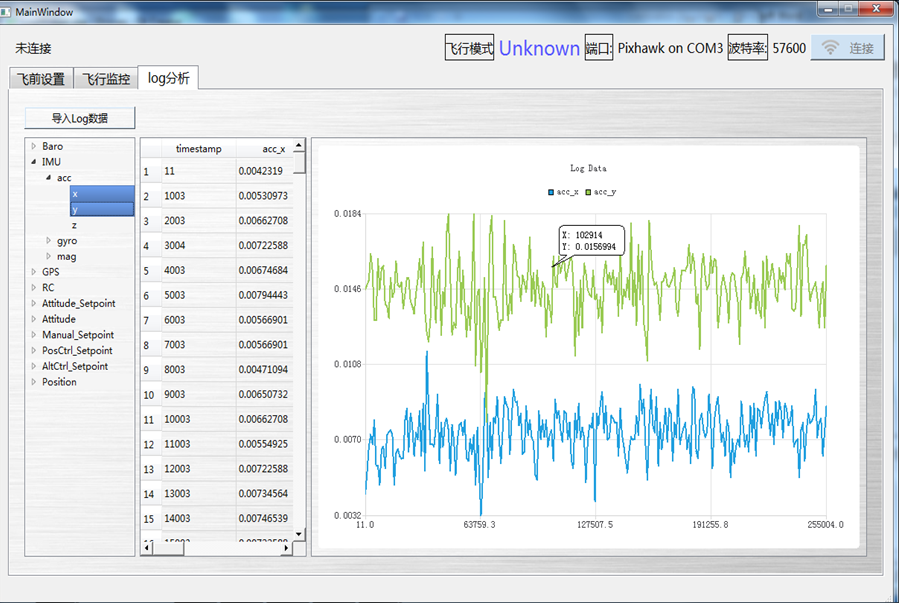 MainWindow
未连接
飞行模式 Unknown 端口: Pixhawk on COM3 波特率: 57600 连接
飞前设置 飞行监控 log分析
导入Log数据
Baro
IMU
acc
x
y
z
gyro
mag
GPS
RC
Attitude_Setpoint
Attitude
Manual_Setpoint
PosCtrl_Setpoint
AltCtrl_Setpoint
Position
timestamp acc_x
1 11 0.0042319
2 1003 0.00530973
3 2003 0.00662708
4 3004 0.00722588
5 4003 0.00674684
6 5003 0.00794443
7 6003 0.00566901
8 7003 0.00566901
9 8003 0.00471094
10 9003 0.00650732
11 10003 0.00662708
12 11003 0.00554925
13 12003 0.00722588
14 13003 0.00734564
15 14003 0.00746539
Log Data
acc_x acc_y
X: 102914
Y: 0.0156994
0.0184
0.0146
0.0108
0.0070
0.0032
11.0 63759.3 127507.5 191255.8 255004.0